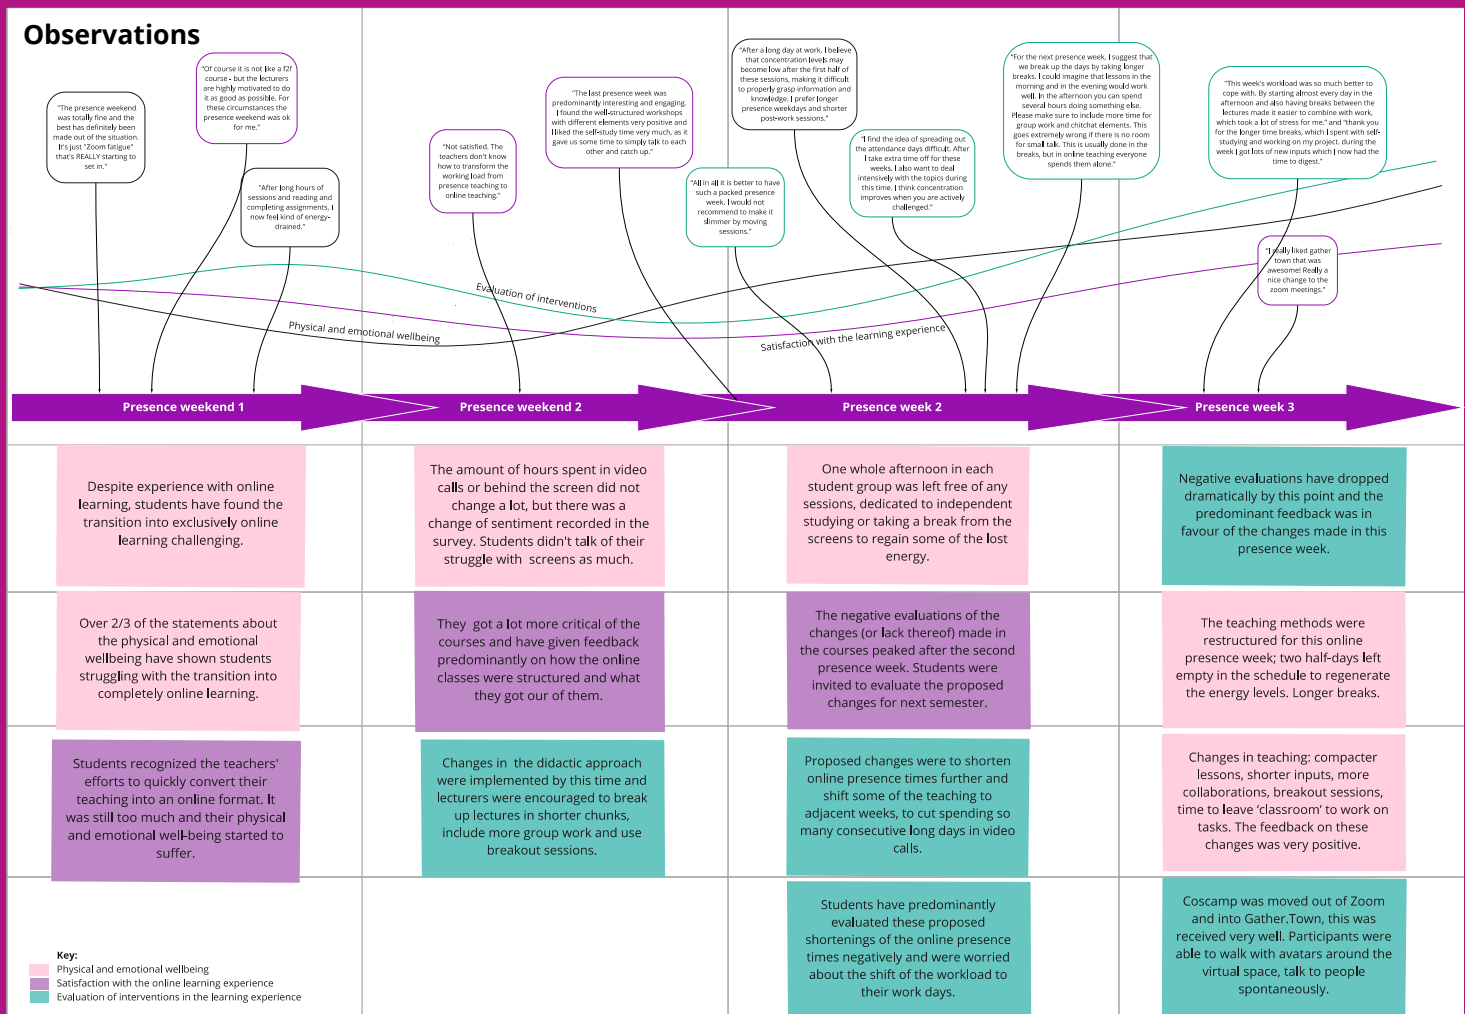 Observations
"The presence weekend
was totally fine and the
best has definitely been
made out of the situation.
It's just "Zoom fatigue"
that's REALLY starting to
set in."
"Of course it is not like a f2f
course - but the lecturers
are highly motivated to do
it as good as possible. For
these circumstances the
presence weekend was ok
for me."
"After long hours of
sessions and reading and
completing assignments, I
now feel kind of energy-
drained."
"Not satisfied. The
teachers don't know
how to transform the
working load from
presence teaching to
online teaching."
"The last presence week was
predominantly interesting and engaging.
I found the well-structured workshops
with different elements very positive and
I liked the self-study time very much, as it
gave us some time to simply talk to each
other and catch up."
"All in all it is better to have
such a packed presence
week. I would not
recommend to make it
slimmer by moving
sessions."
"After a long day at work, I believe
that concentration levels may
become low after the first half of
these sessions, making it difficult
to properly grasp information and
knowledge. I prefer longer
presence weekdays and shorter
post-work sessions."
"I find the idea of spreading out
the attendance days difficult. After
I take extra time off for these
weeks, I also want to deal
intensively with the topics during
this time. I think concentration
improves when you are actively
challenged."
"For the next presence week, I suggest that
we break up the days by taking longer
breaks. I could imagine that lessons in the
morning and in the evening would work
well. In the afternoon you can spend
several hours doing something else.
Please make sure to include more time for
group work and chitchat elements. This
goes extremely wrong if there is no room
for small talk. This is usually done in the
breaks, but in online teaching everyone
spends them alone."
"This week's workload was so much better to
cope with. By starting almost every day in the
afternoon and also having breaks between the
lectures made it easier to combine with work,
which took a lot of stress for me." and "thank you
for the longer time breaks, which I spent with self-
studying and working on my project. during the
week I got lots of new inputs which I now had the
time to digest."
"I really liked gather
town that was
awesome! Really a
nice change to the
zoom meetings."
Evaluation of interventions
Physical and emotional wellbeing
Satisfaction with the learning experience
Presence weekend 1
Presence weekend 2
Presence week 2
Presence week 3
Despite experience with online
learning, students have found the
transition into exclusively online
learning challenging.
The amount of hours spent in video
calls or behind the screen did not
change a lot, but there was a
change of sentiment recorded in the
survey. Students didn't talk of their
struggle with screens as much.
One whole afternoon in each
student group was left free of any
sessions, dedicated to independent
studying or taking a break from the
screens to regain some of the lost
energy.
Negative evaluations have dropped
dramatically by this point and the
predominant feedback was in
favour of the changes made in this
presence week.
Over 2/3 of the statements about
the physical and emotional
wellbeing have shown students
struggling with the transition into
completely online learning.
They got a lot more critical of the
courses and have given feedback
predominantly on how the online
classes were structured and what
they got our of them.
The negative evaluations of the
changes (or lack thereof) made in
the courses peaked after the second
presence week. Students were
invited to evaluate the proposed
changes for next semester.
The teaching methods were
restructured for this online
presence week; two half-days left
empty in the schedule to regenerate
the energy levels. Longer breaks.
Students recognized the teachers'
efforts to quickly convert their
teaching into an online format. It
was still too much and their physical
and emotional well-being started to
suffer.
Changes in the didactic approach
were implemented by this time and
lecturers were encouraged to break
up lectures in shorter chunks,
include more group work and use
breakout sessions.
Proposed changes were to shorten
online presence times further and
shift some of the teaching to
adjacent weeks, to cut spending so
many consecutive long days in video
calls.
Changes in teaching: compacter
lessons, shorter inputs, more
collaborations, breakout sessions,
time to leave 'classroom' to work on
tasks. The feedback on these
changes was very positive.
Students have predominantly
evaluated these proposed
shortenings of the online presence
times negatively and were worried
about the shift of the workload to
their work days.
Coscamp was moved out of Zoom
and into Gather.Town, this was
received very well. Participants were
able to walk with avatars around the
virtual space, talk to people
spontaneously.
Key:
Physical and emotional wellbeing
Satisfaction with the online learning experience
Evaluation of interventions in the learning experience